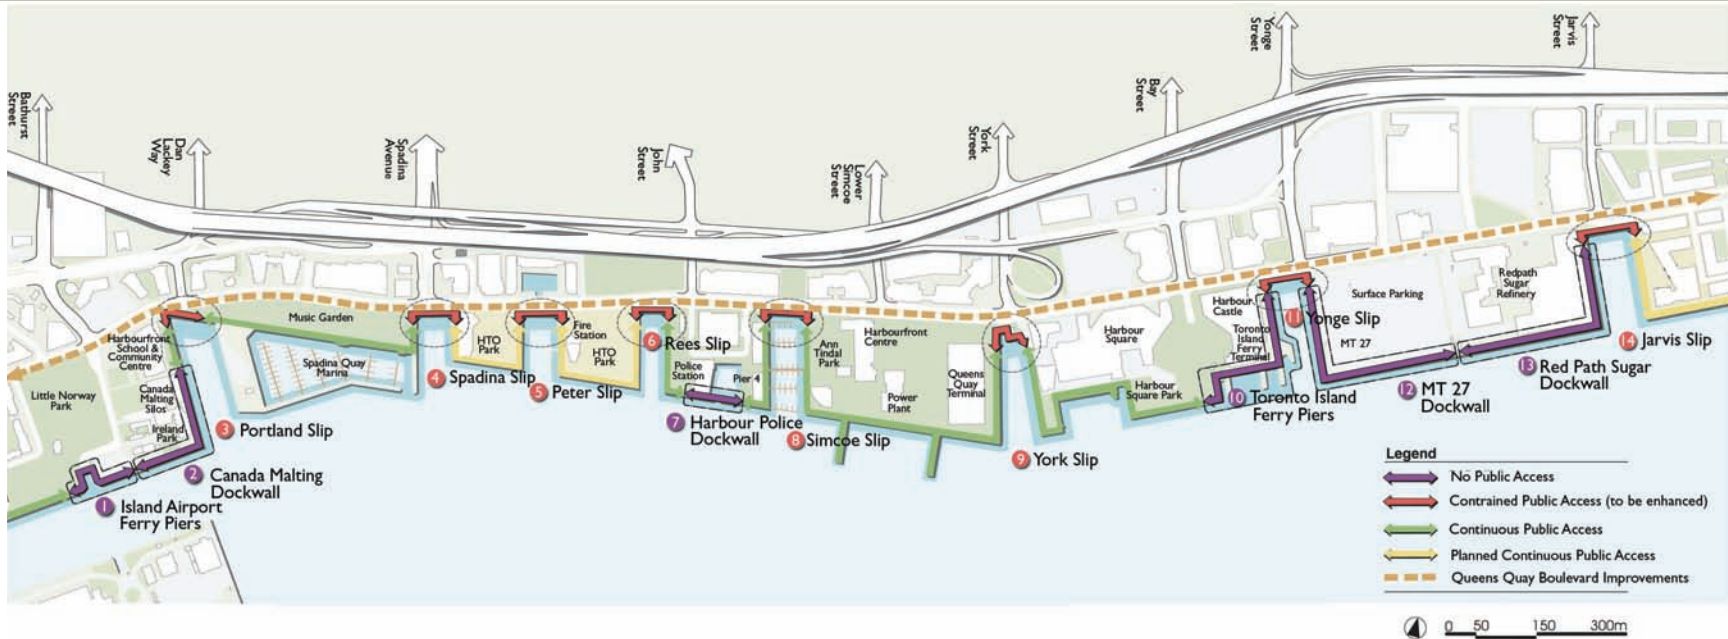 Bathurst
Street
Dan
Lackey
Way
Spadina
Avenue
John
Street
Lower
Simcoe
Street
York
Street
Bay
Street
Yonge
Street
Jarvis
Street
Harbourfront
School &
Community
Centre
Little Norway
Park
Canada
Malting
Silos
Ireland
Park
Music Garden
Spadina Quay
Marina
HTO
Park
Fire
Station
HTO
Park
Police
Station
Pier 4
Ann
Tindal
Park
Harbourfront
Centre
Power
Plant
Queens
Quay
Terminal
Harbour
Square
Harbour
Square Park
Harbour
Castle
Toronto
Island
Ferry
Terminal
MT 27
Surface Parking
Redpath
Sugar
Refinery
1 Island Airport
Ferry Piers
2 Canada Malting
Dockwall
3 Portland Slip
4 Spadina Slip
5 Peter Slip
6 Rees Slip
7 Harbour Police
Dockwall
8 Simcoe Slip
9 York Slip
10 Toronto Island
Ferry Piers
11 Yonge Slip
12 MT 27
Dockwall
13 Red Path Sugar
Dockwall
14 Jarvis Slip
Legend
No Public Access
Contrained Public Access (to be enhanced)
Continuous Public Access
Planned Continuous Public Access
Queens Quay Boulevard Improvements
0 50 150 300m